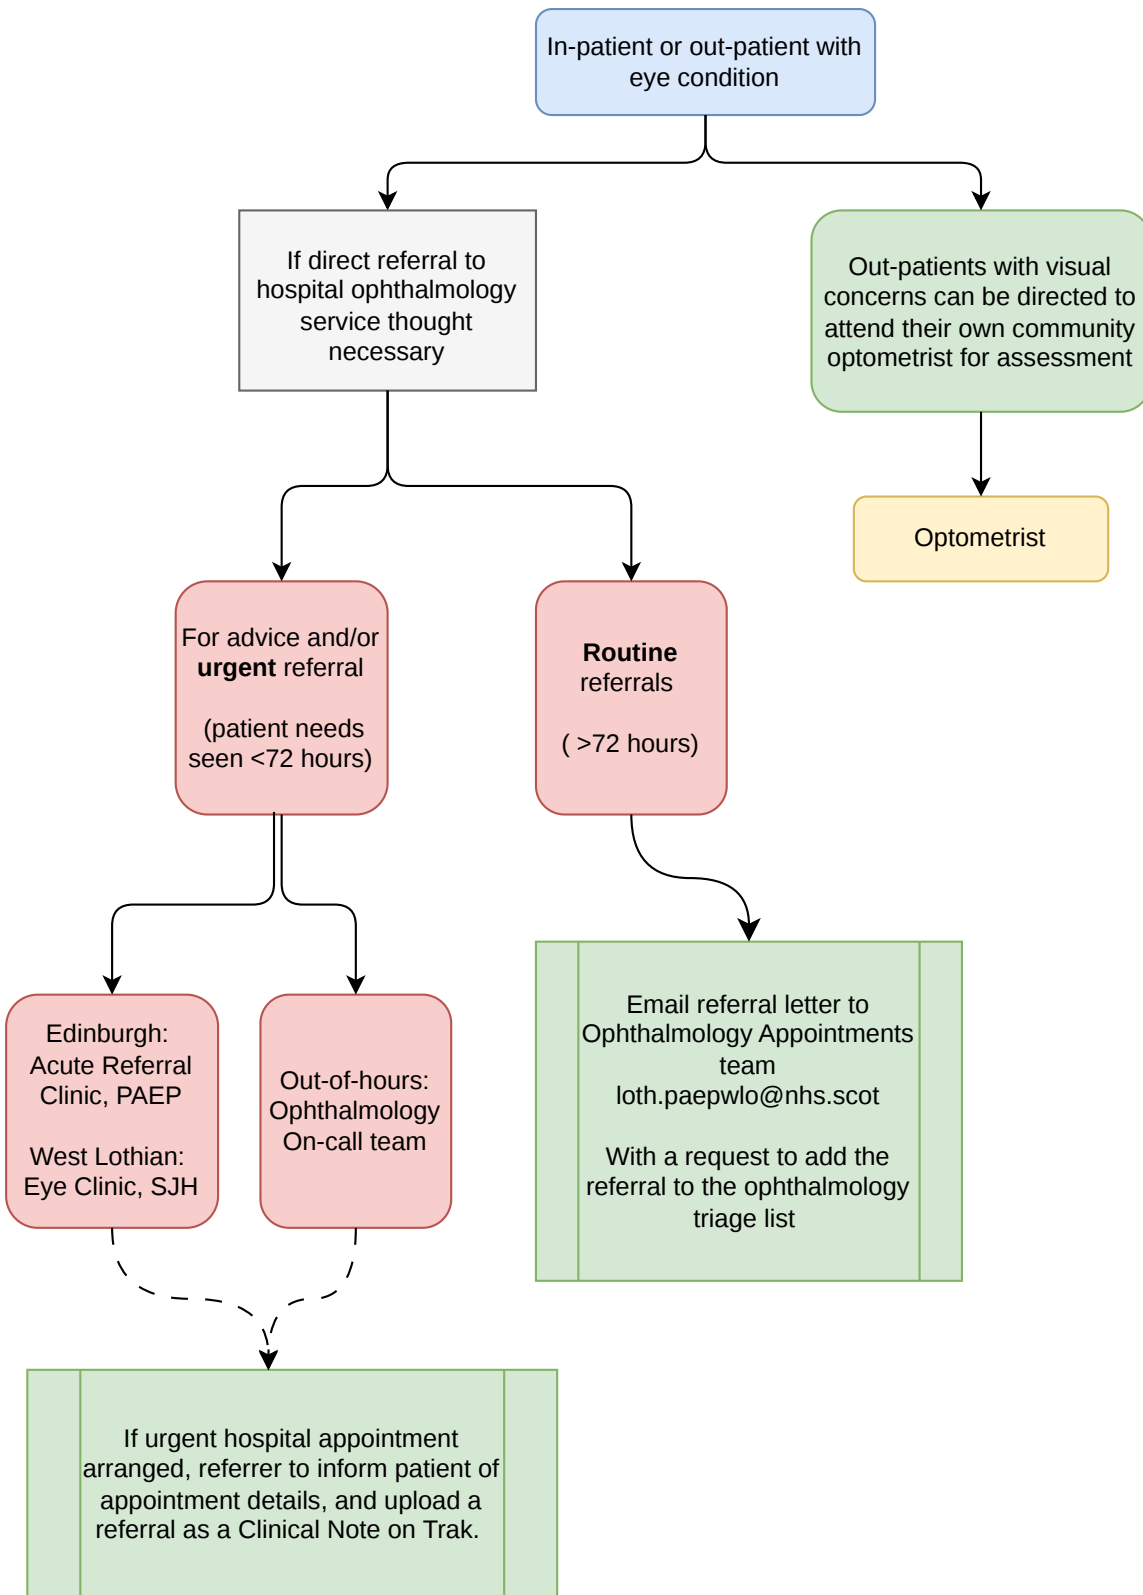 In-patient or out-patient with
eye condition
If direct referral to
hospital ophthalmology
service thought
necessary
Out-patients with visual
concerns can be directed to
attend their own community
optometrist for assessment
Optometrist
For advice and/or
urgent referral
(patient needs
seen <72 hours)
Routine
referrals
( >72 hours)
Edinburgh:
Acute Referral
Clinic, PAEP
West Lothian:
Eye Clinic, SJH
Out-of-hours:
Ophthalmology
On-call team
Email referral letter to
Ophthalmology Appointments
team
loth.paepwlo@nhs.scot
With a request to add the
referral to the ophthalmology
triage list
If urgent hospital appointment
arranged, referrer to inform patient of
appointment details, and upload a
referral as a Clinical Note on Trak.